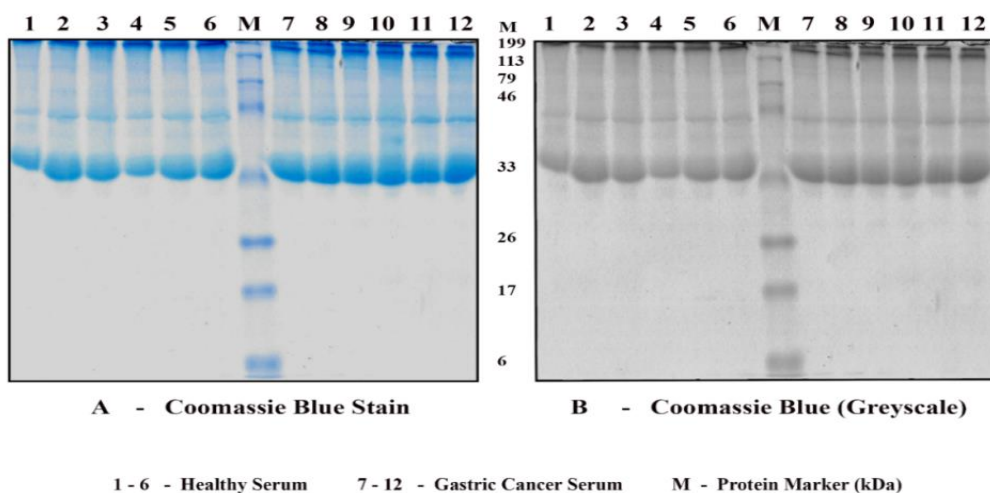 1 2 3 4 5 6 M 7 8 9 10 11 12
M
199
113
79
46
33
26
17
6
1 2 3 4 5 6 M 7 8 9 10 11 12
A - Coomassie Blue Stain
B - Coomassie Blue (Greyscale)
1 - 6 - Healthy Serum 7 - 12 - Gastric Cancer Serum M - Protein Marker (kDa)